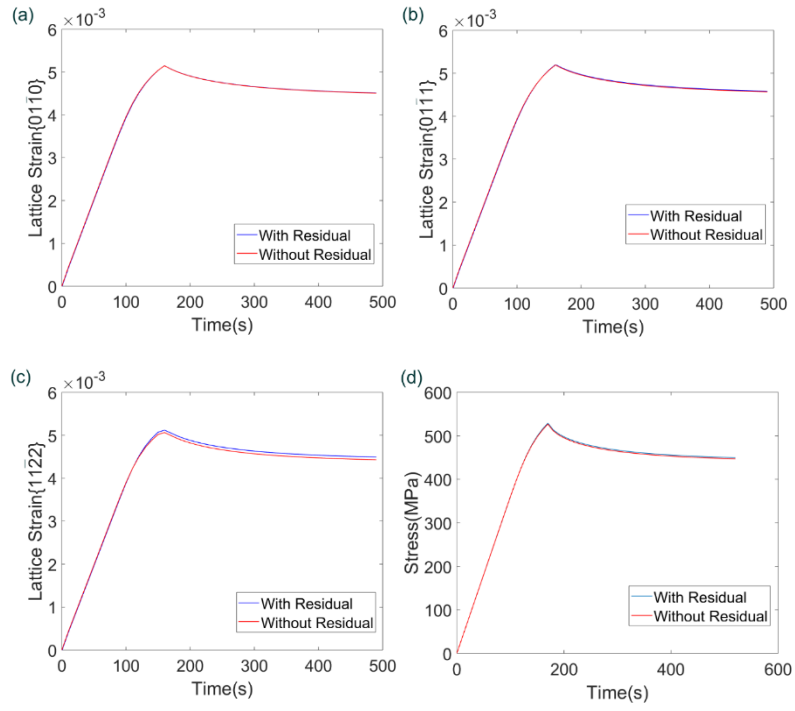 (a)
×10⁻³
6
5
4
3
2
1
0
0 100 200 300 400 500
Lattice Strain{011̄0}
Time(s)
With Residual
Without Residual
(b)
×10⁻³
6
5
4
3
2
1
0
0 100 200 300 400 500
Lattice Strain{011̄1}
Time(s)
With Residual
Without Residual
(c)
×10⁻³
6
5
4
3
2
1
0
0 100 200 300 400 500
Lattice Strain{112̄2}
Time(s)
With Residual
Without Residual
(d)
600
500
400
300
200
100
0
0 200 400 600
Stress(MPa)
Time(s)
With Residual
Without Residual